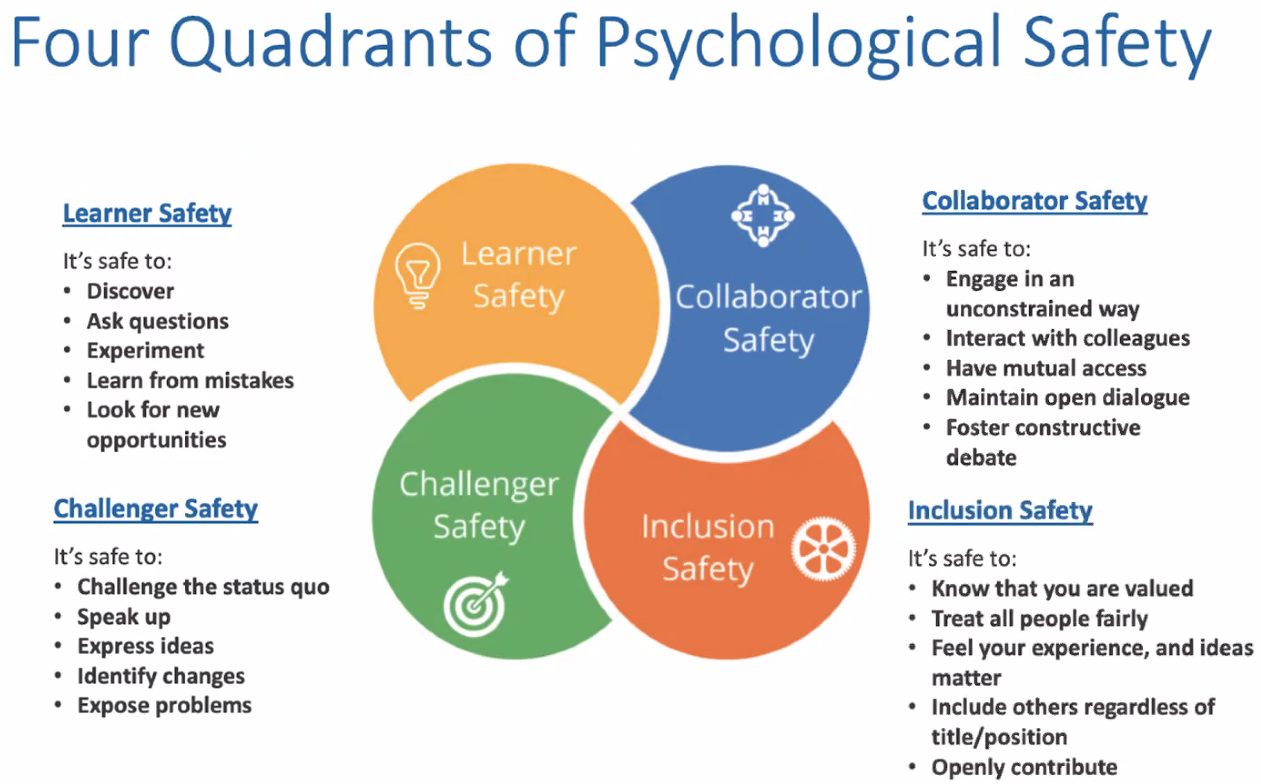 Four Quadrants of Psychological Safety
Learner Safety
It's safe to:
• Discover
• Ask questions
• Experiment
• Learn from mistakes
• Look for new
opportunities
Learner
Safety
Collaborator
Safety
Collaborator Safety
It's safe to:
• Engage in an
unconstrained way
• Interact with colleagues
• Have mutual access
• Maintain open dialogue
• Foster constructive
debate
Challenger Safety
It's safe to:
• Challenge the status quo
• Speak up
• Express ideas
• Identify changes
• Expose problems
Challenger
Safety
Inclusion
Safety
Inclusion Safety
It's safe to:
• Know that you are valued
• Treat all people fairly
• Feel your experience, and ideas
matter
• Include others regardless of
title/position
• Openly contribute